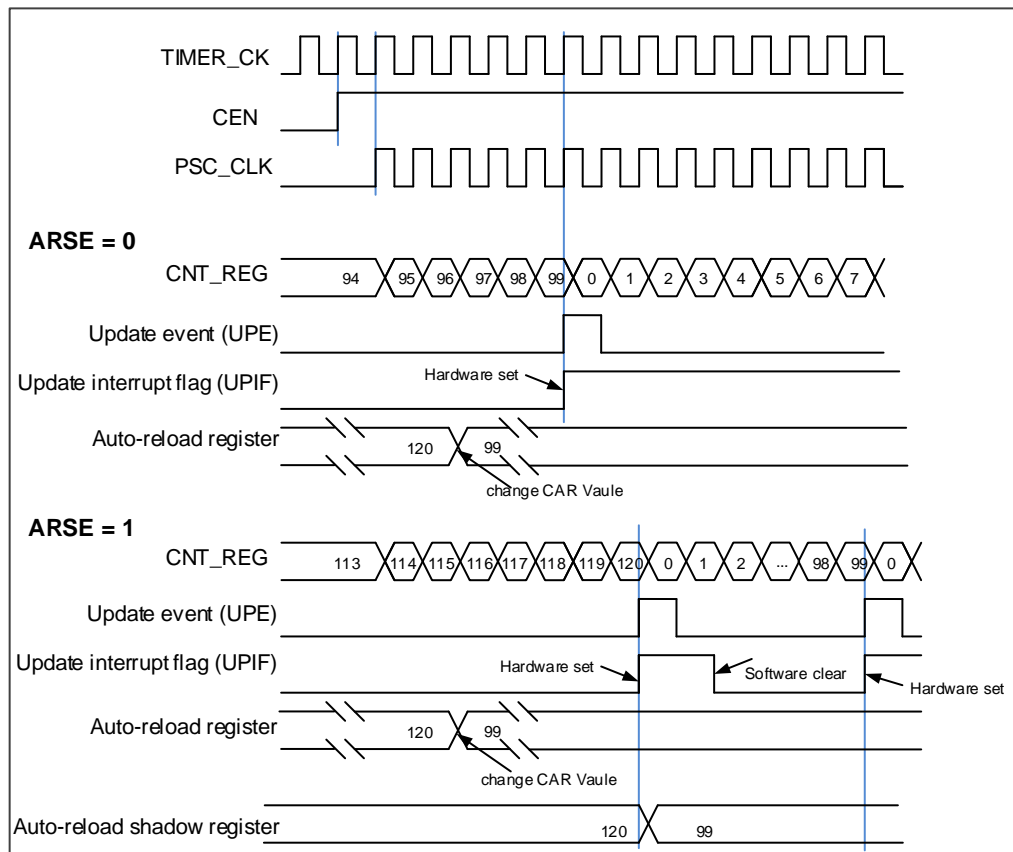 TIMER_CK
CEN
PSC_CLK
ARSE = 0
CNT_REG 94 95 96 97 98 99 0 1 2 3 4 5 6 7
Update event (UPE)
Update interrupt flag (UPIF) Hardware set
Auto-reload register 120 99
change CAR Vaule
ARSE = 1
CNT_REG 113 114 115 116 117 118 119 120 0 1 2 ... 98 99 0
Update event (UPE)
Update interrupt flag (UPIF) Hardware set Software clear Hardware set
Auto-reload register 120 99
change CAR Vaule
Auto-reload shadow register 120 99